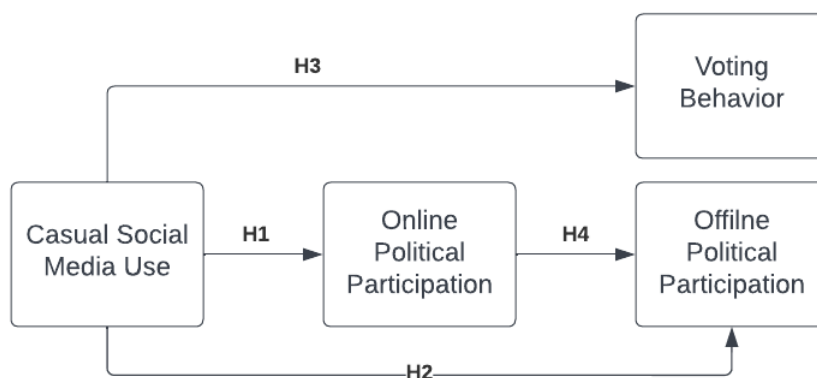 H3
Voting
Behavior
Casual Social
Media Use
H1
Online
Political
Participation
H4
Offilne
Political
Participation
H2